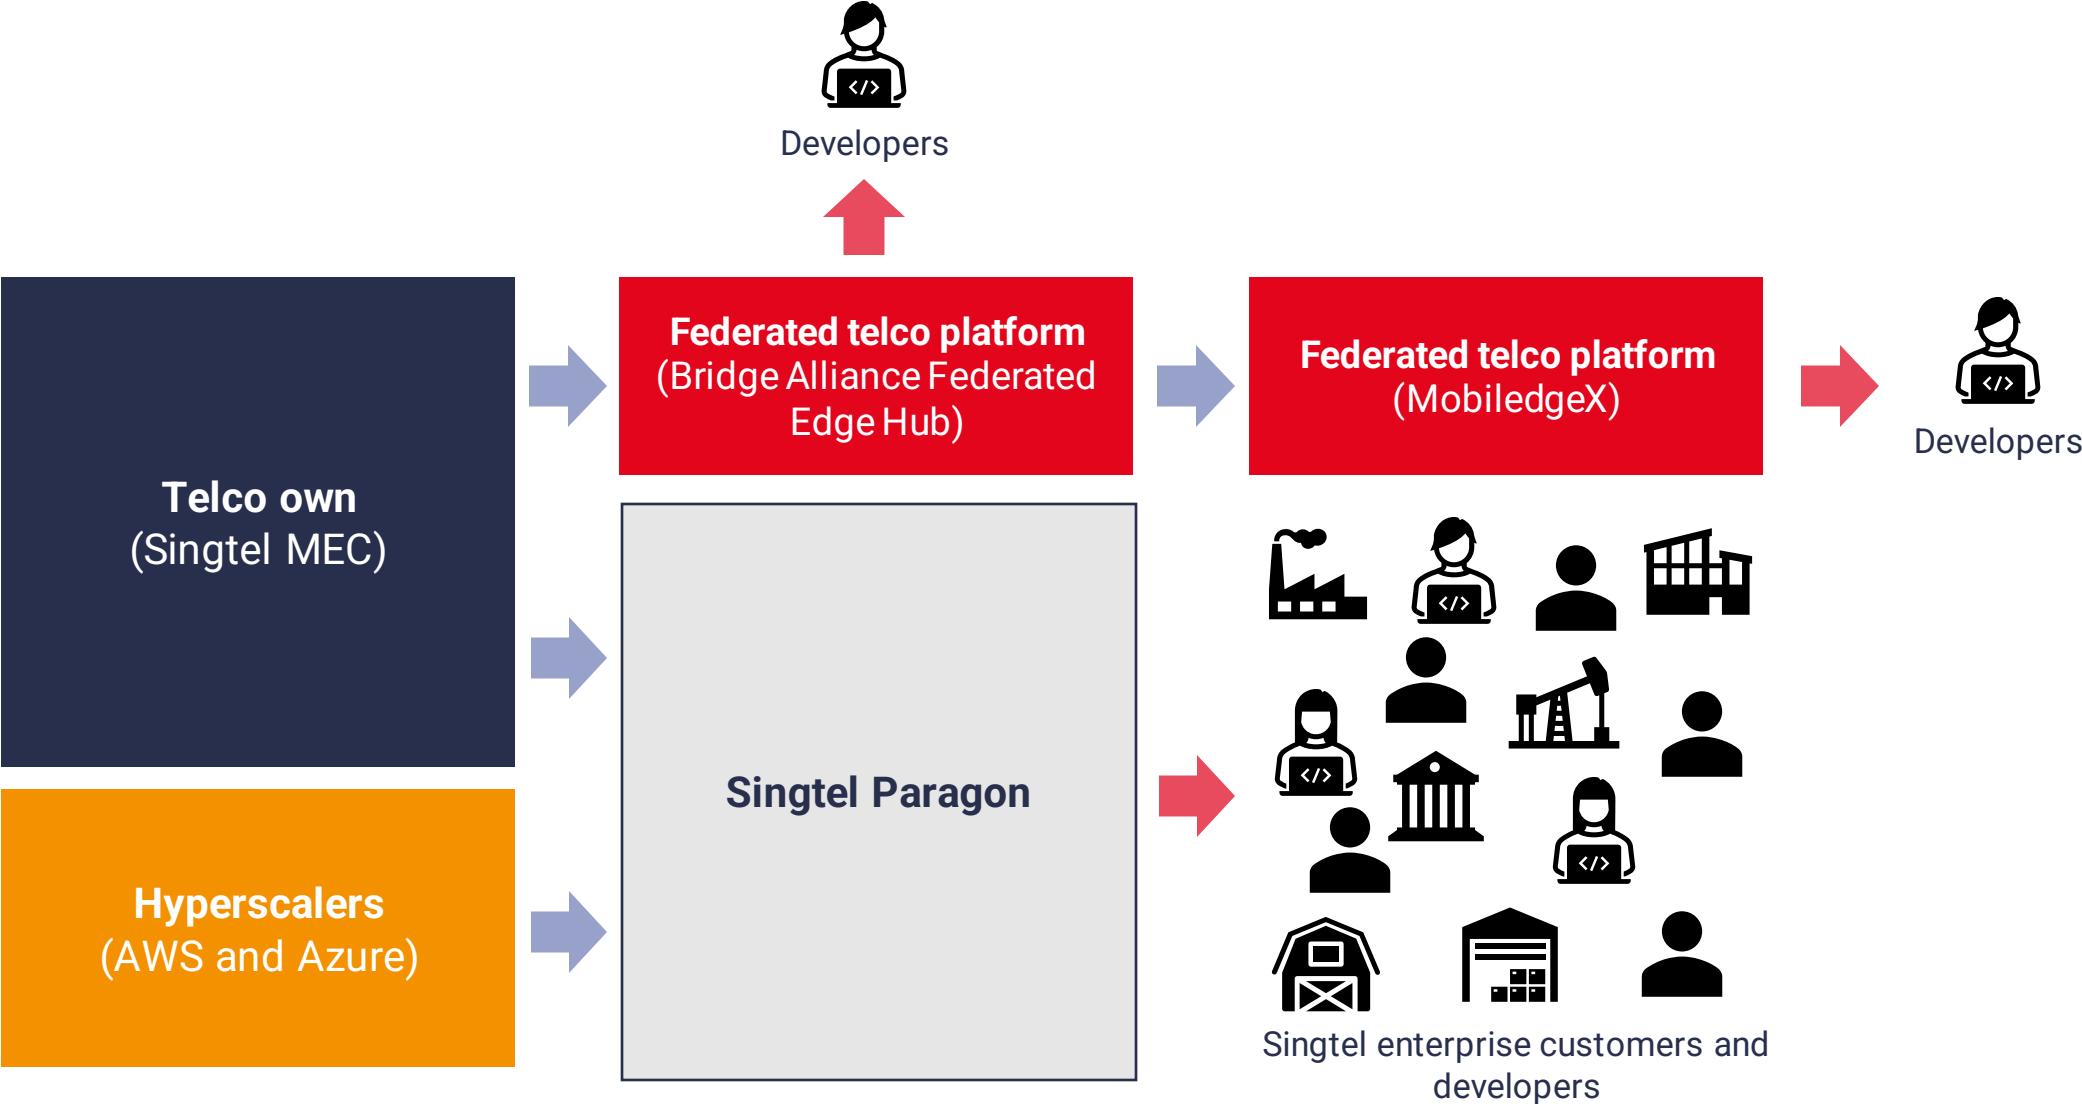 Developers
Federated telco platform
(Bridge Alliance Federated
Edge Hub)
Federated telco platform
(MobiledgeX)
Developers
Telco own
(Singtel MEC)
Singtel Paragon
Hyperscalers
(AWS and Azure)
Singtel enterprise customers and
developers